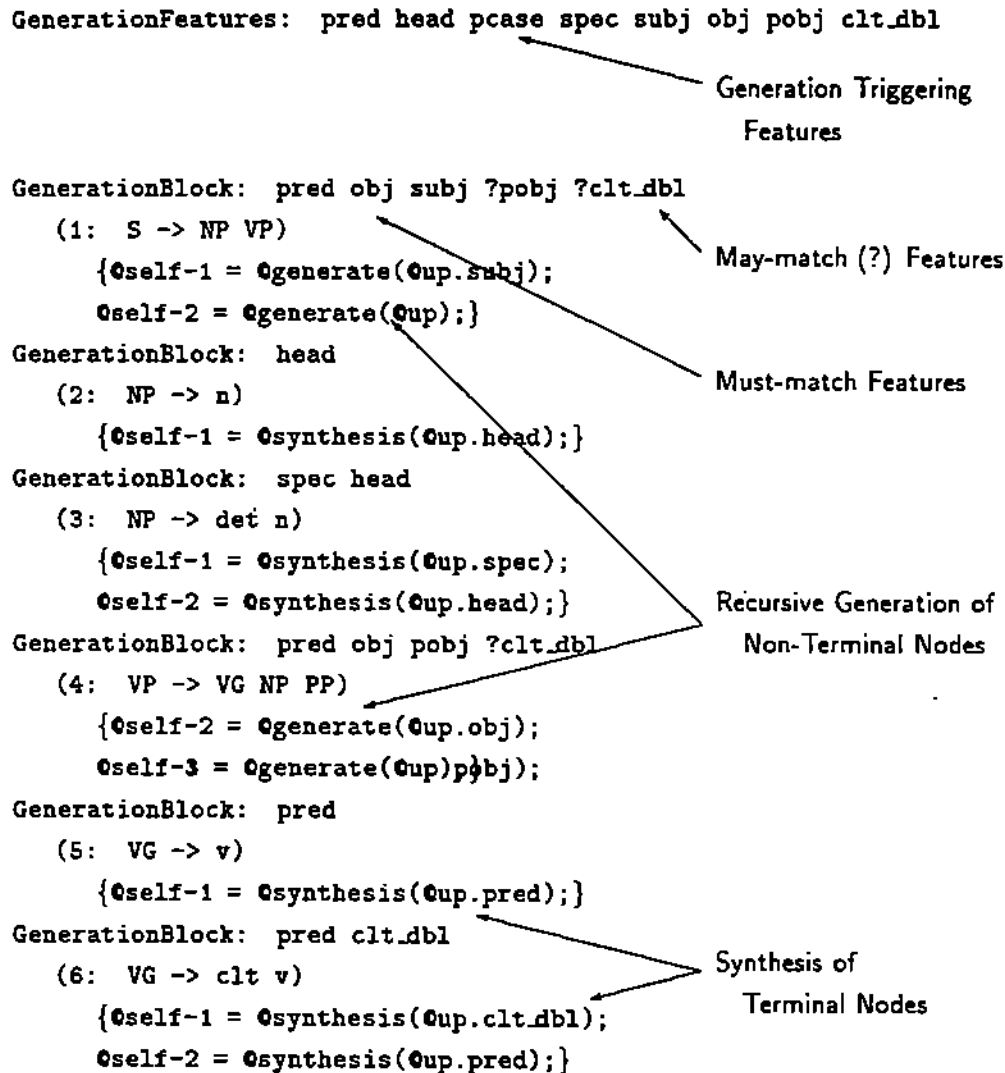 GenerationFeatures: pred head pcase spec subj obj pobj clt_dbl
Generation Triggering
Features
GenerationBlock: pred obj subj ?pobj ?clt_dbl
(1: S -> NP VP)
May-match (?) Features
{@self-1 = @generate(@up.subj);
@self-2 = @generate(@up);}
GenerationBlock: head
Must-match Features
(2: NP -> n)
{@self-1 = @synthesis(@up.head);}
GenerationBlock: spec head
(3: NP -> det n)
{@self-1 = @synthesis(@up.spec);
@self-2 = @synthesis(@up.head);}
Recursive Generation of
Non-Terminal Nodes
GenerationBlock: pred obj pobj ?clt_dbl
(4: VP -> VG NP PP)
{@self-2 = @generate(@up.obj);
@self-3 = @generate(@up)pobj);
GenerationBlock: pred
(5: VG -> v)
{@self-1 = @synthesis(@up.pred);}
GenerationBlock: pred clt_dbl
(6: VG -> clt v)
Synthesis of
Terminal Nodes
{@self-1 = @synthesis(@up.clt_dbl);
@self-2 = @synthesis(@up.pred);}